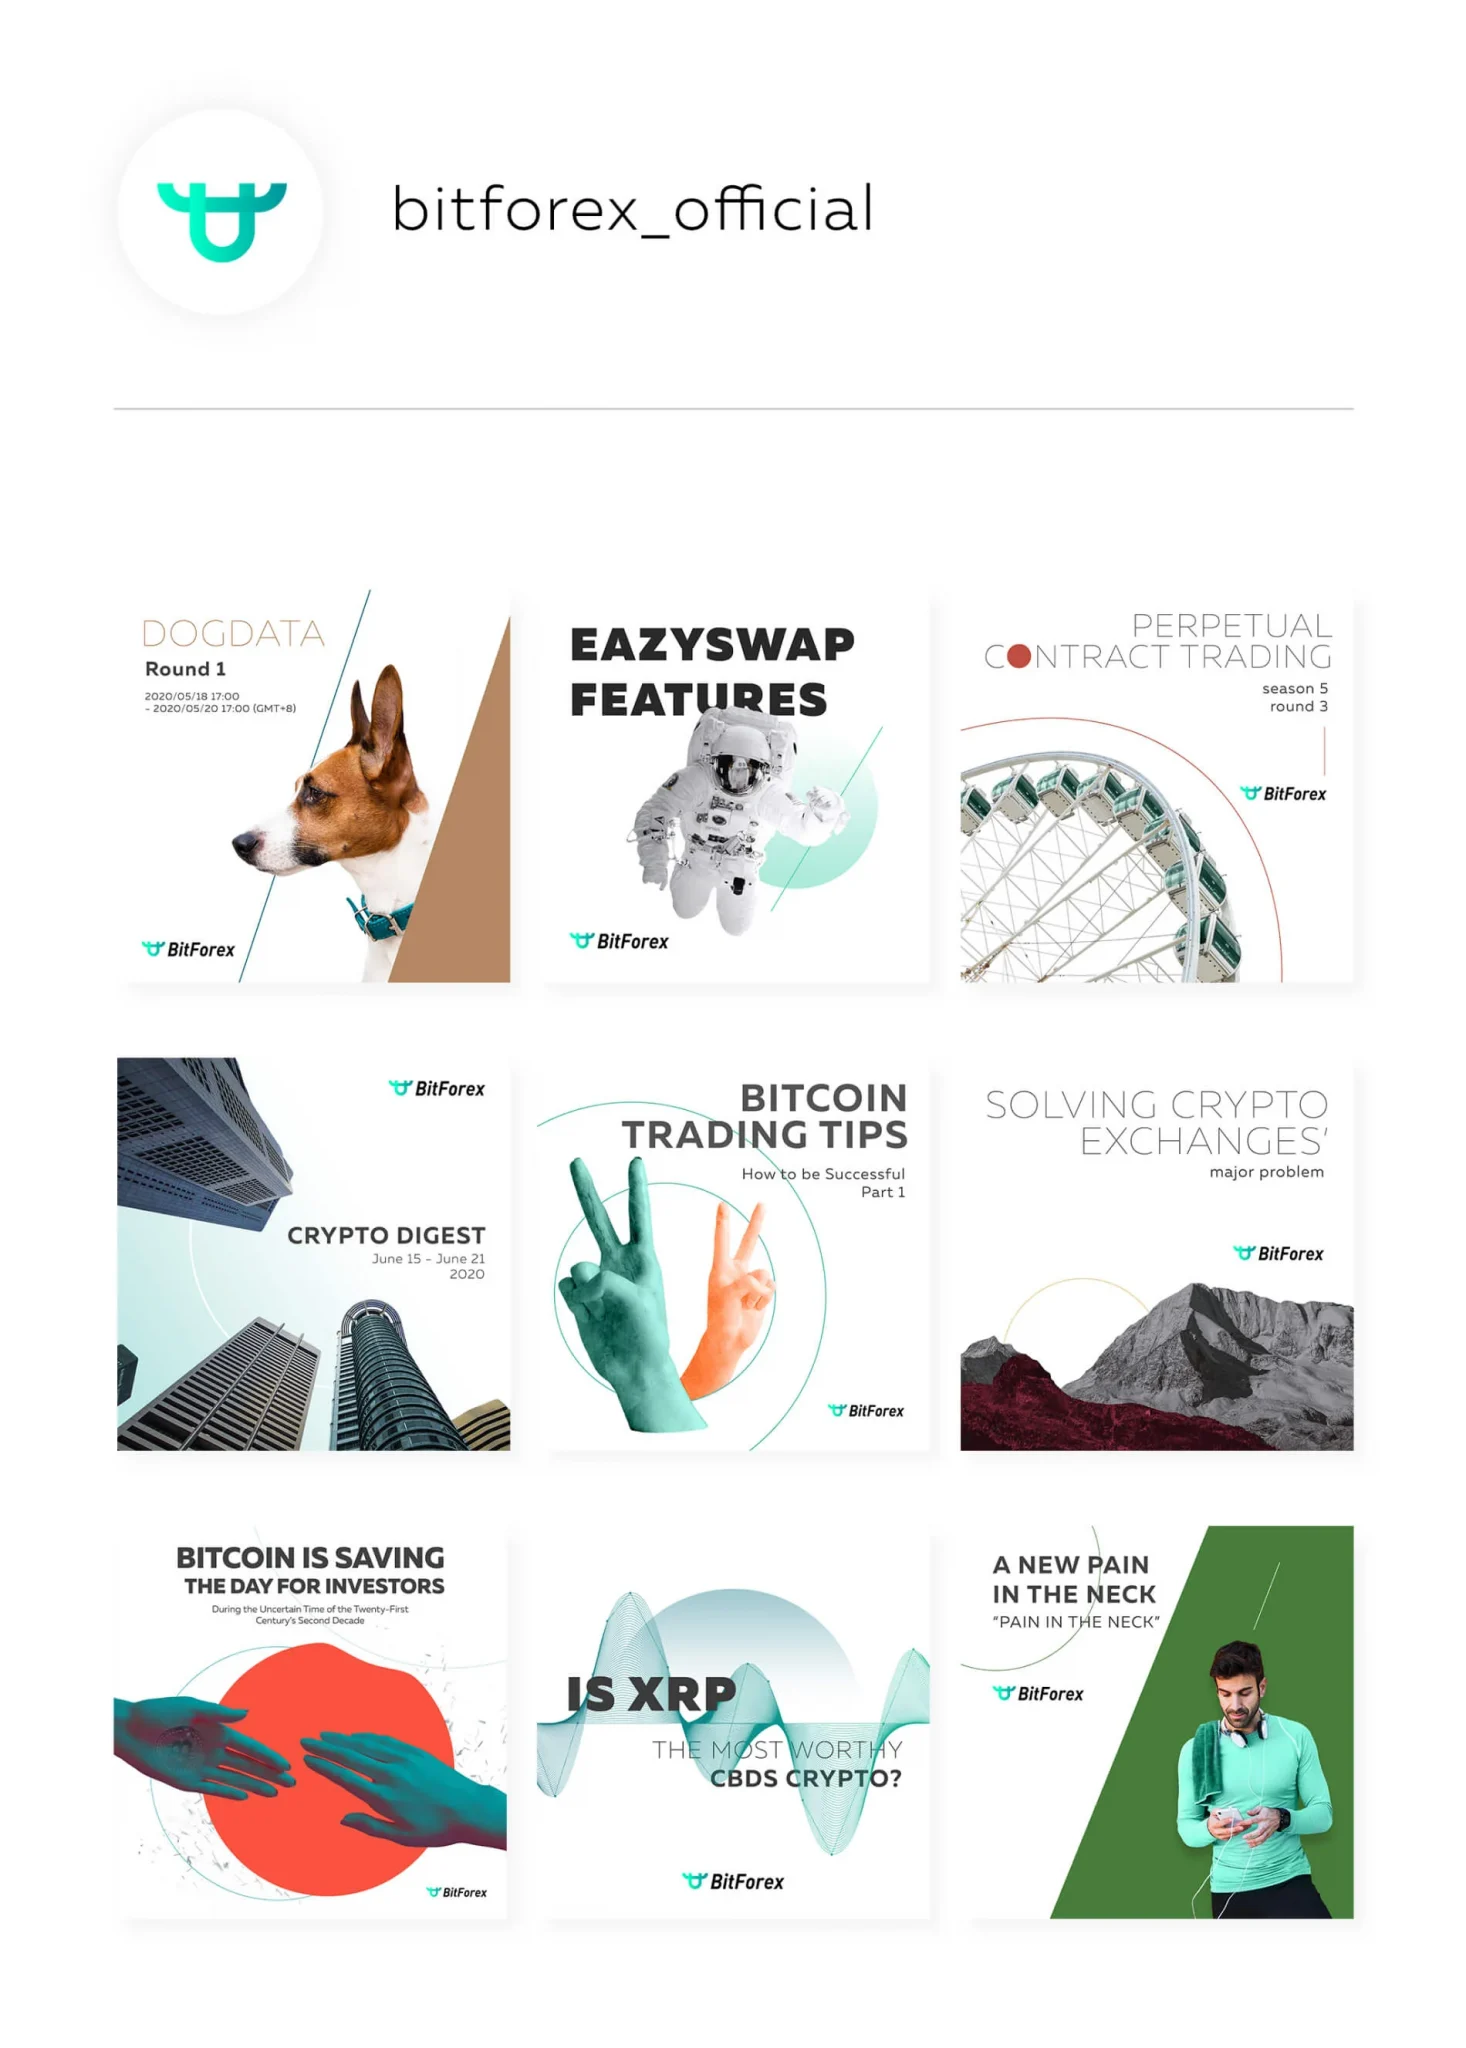 bitforex_official
DOGDATA
Round 1
2020/05/18 17:00
- 2020/05/20 17:00 (GMT+8)
BitForex
EAZYSWAP
FEATURES
BitForex
PERPETUAL
CONTRACT TRADING
season 5
round 3
BitForex
BitForex
CRYPTO DIGEST
June 15 - June 21
2020
BITCOIN
TRADING TIPS
How to be Successful
Part 1
BitForex
SOLVING CRYPTO
EXCHANGES'
major problem
BitForex
BITCOIN IS SAVING
THE DAY FOR INVESTORS
During the Uncertain Time of the Twenty-First
Century's Second Decade
BitForex
IS XRP
THE MOST WORTHY
CBDS CRYPTO?
BitForex
A NEW PAIN
IN THE NECK
"PAIN IN THE NECK"
BitForex